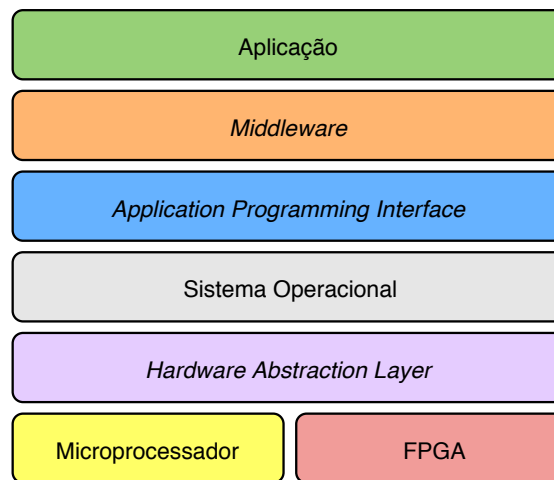 Aplicação
Middleware
Application Programming Interface
Sistema Operacional
Hardware Abstraction Layer
Microprocessador
FPGA